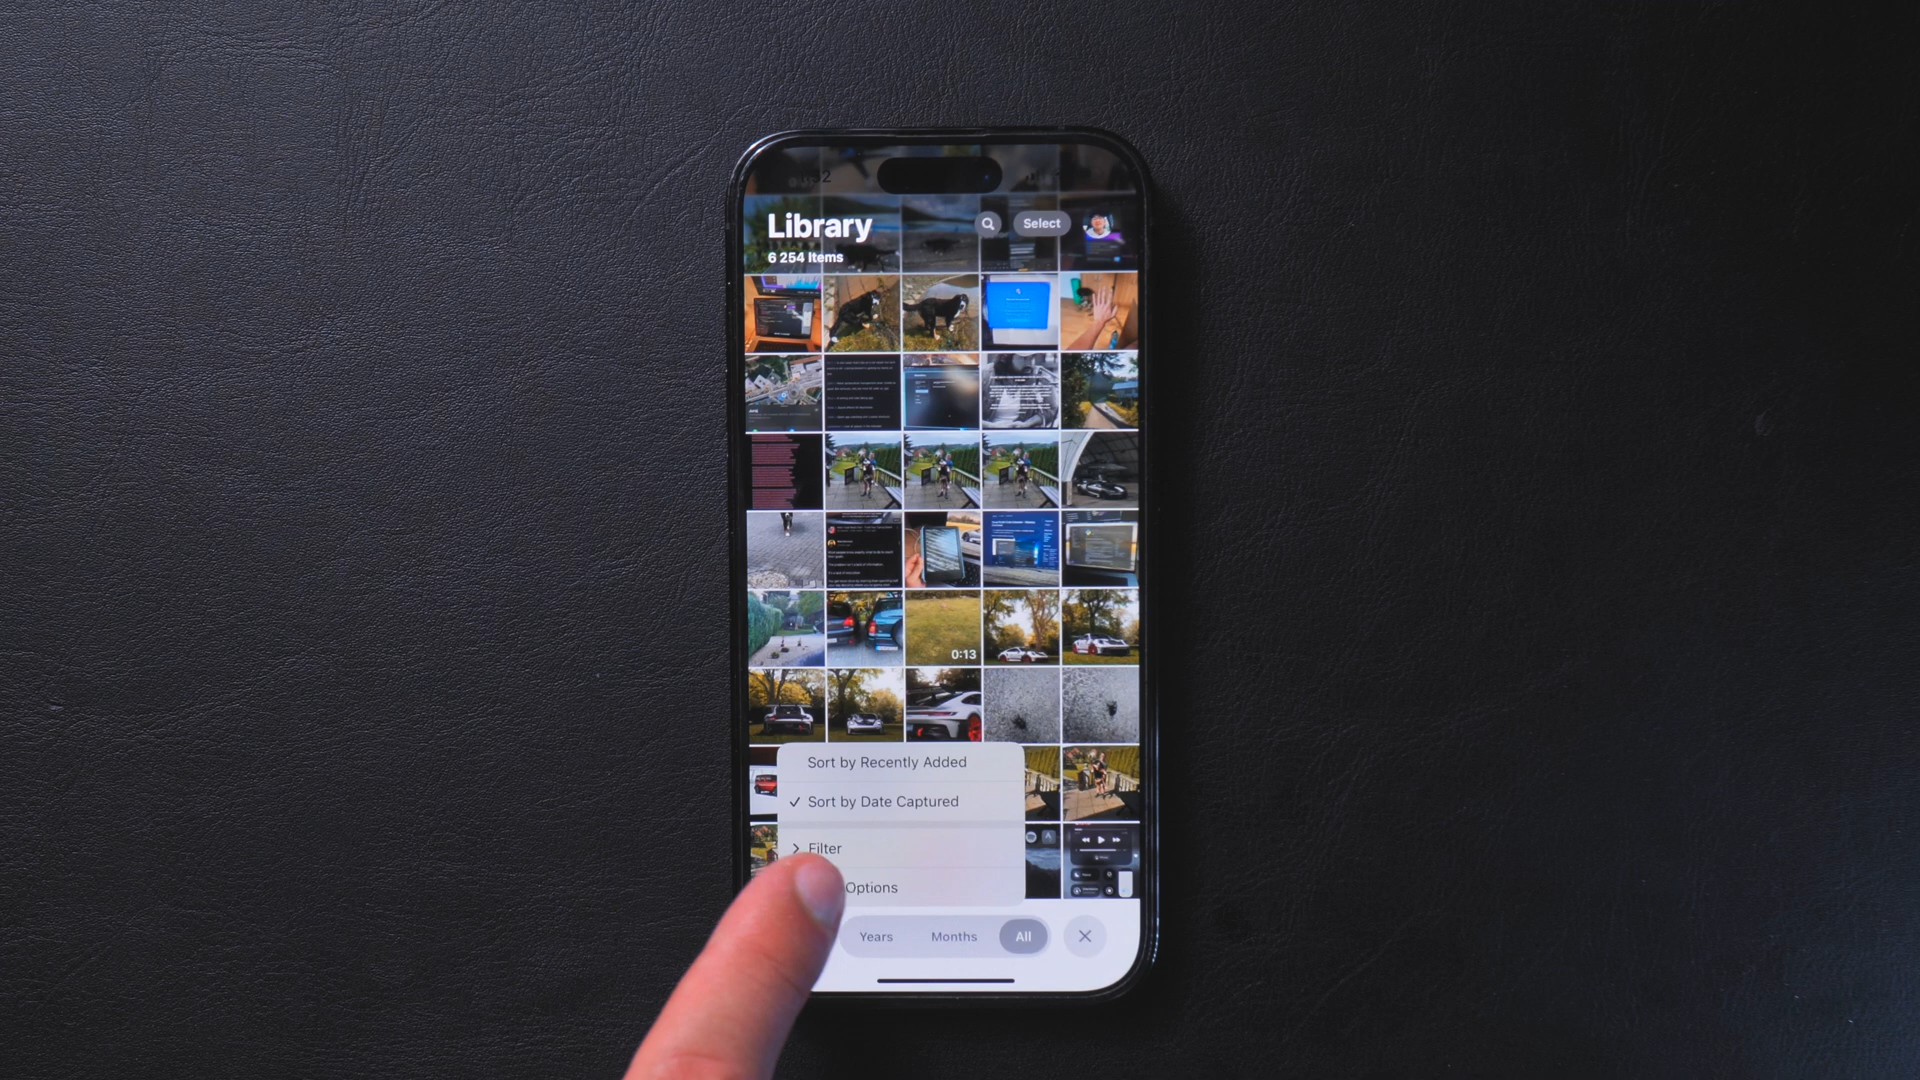 Library
Select
6 254 Items
0:13
Sort by Recently Added
Sort by Date Captured
Filter
Options
Years
Months
All